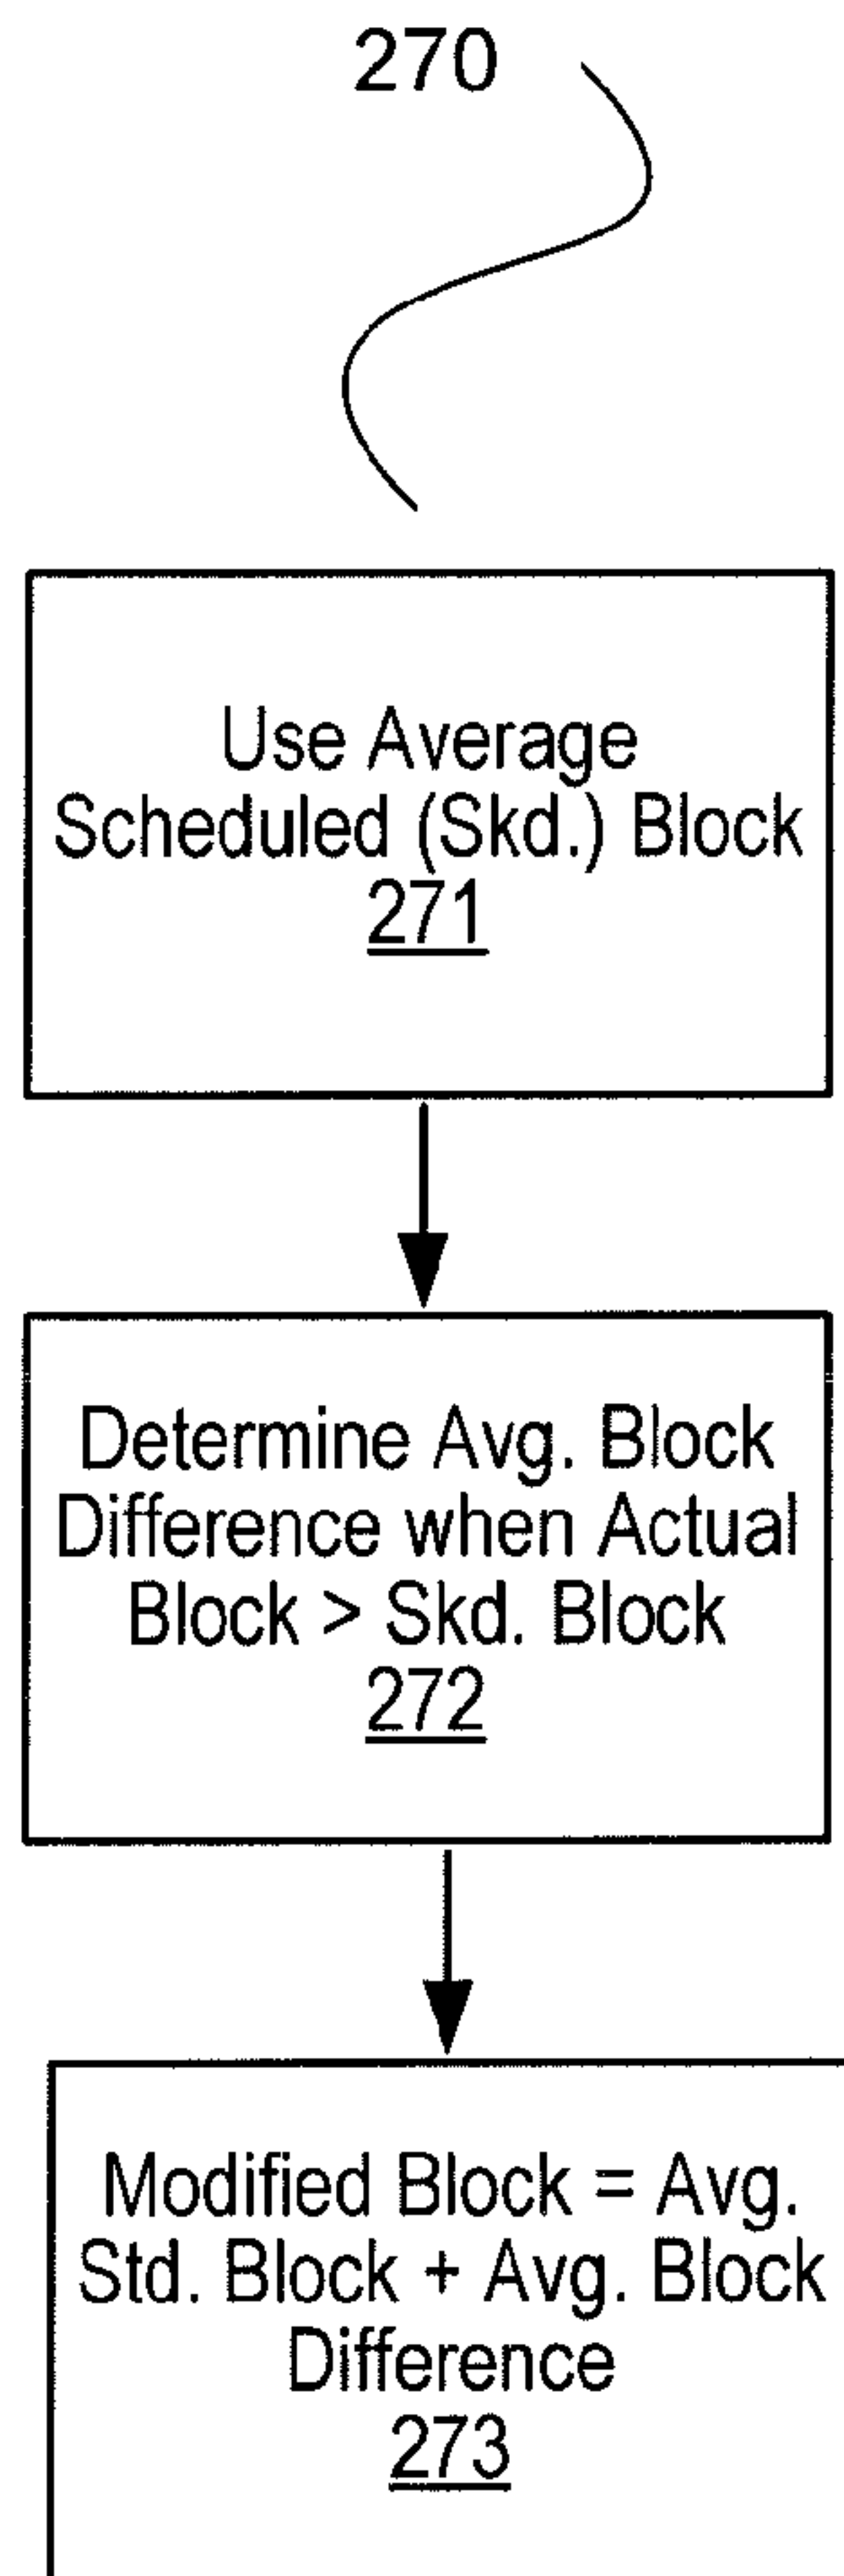 270
Use Average
Scheduled (Skd.) Block
271
Determine Avg. Block
Difference when Actual
Block > Skd. Block
272
Modified Block = Avg.
Std. Block + Avg. Block
Difference
273